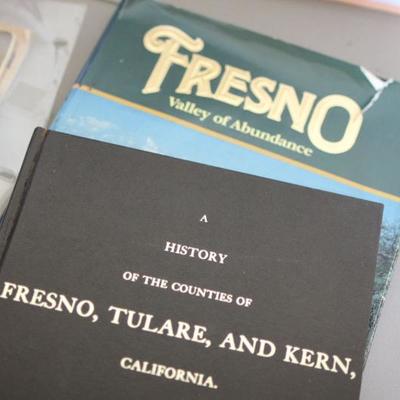 FRESNO
Valley of Abundance
A
HISTORY
OF THE COUNTIES OF
FRESNO, TULARE, AND KERN,
CALIFORNIA.